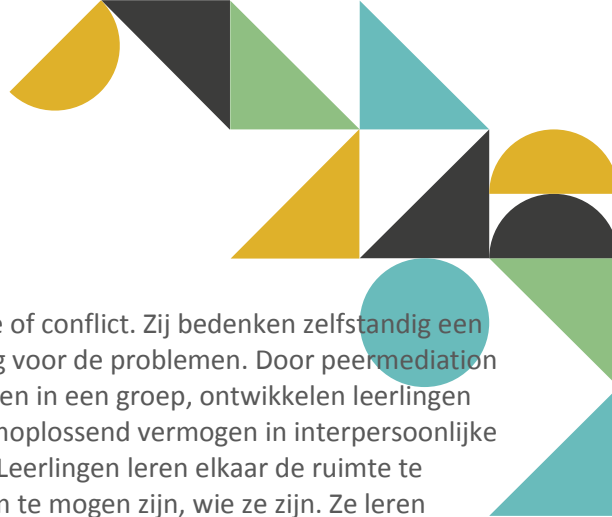 e of conflict. Zij bedenken zelfstandig een
g voor de problemen. Door peermediation
en in een groep, ontwikkelen leerlingen
moplossend vermogen in interpersoonlijke
Leerlingen leren elkaar de ruimte te
n te mogen zijn, wie ze zijn. Ze leren